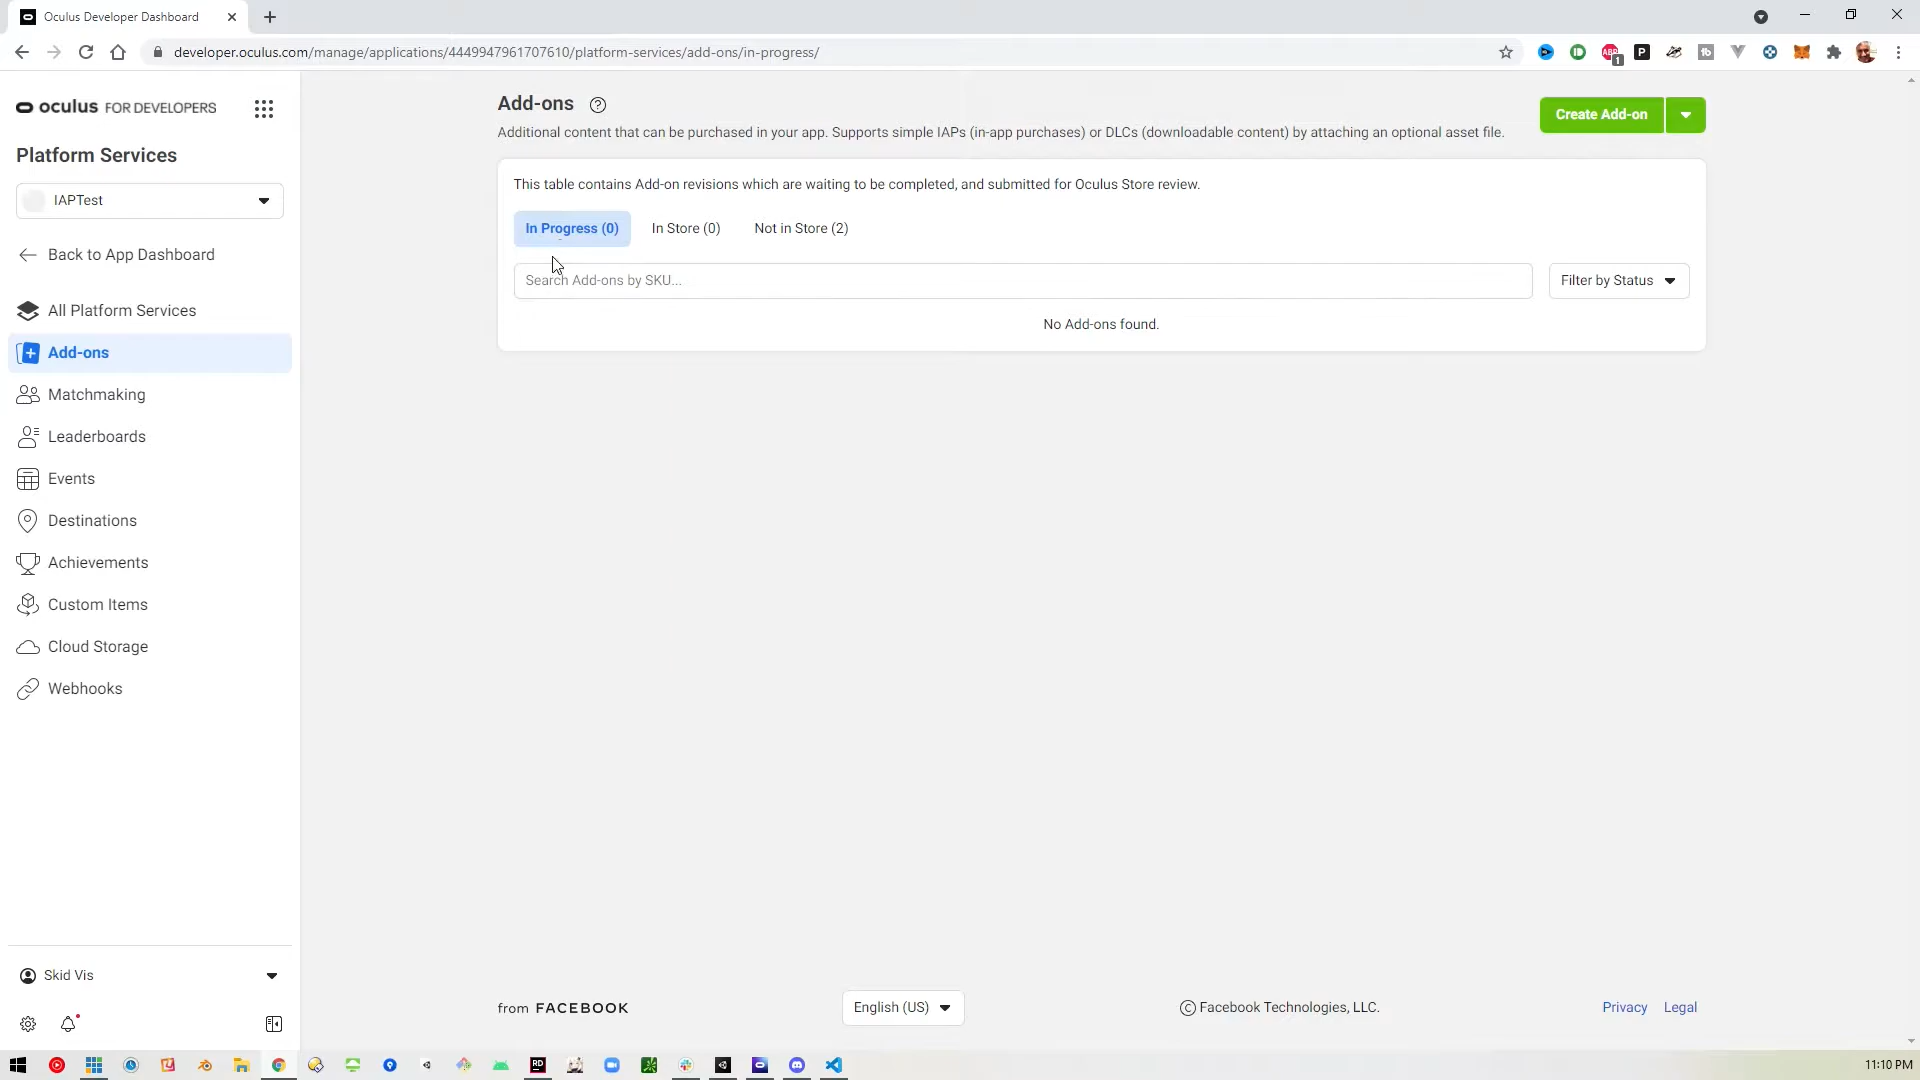 Oculus Developer Dashboard
developer.oculus.com/manage/applications/4449947961707610/platform-services/add-ons/in-progress/
oculus FOR DEVELOPERS
Platform Services
IAPTest
Back to App Dashboard
All Platform Services
Add-ons
Matchmaking
Leaderboards
Events
Destinations
Achievements
Custom Items
Cloud Storage
Webhooks
Skid Vis
Add-ons
Additional content that can be purchased in your app. Supports simple IAPs (in-app purchases) or DLCs (downloadable content) by attaching an optional asset file.
Create Add-on
This table contains Add-on revisions which are waiting to be completed, and submitted for Oculus Store review.
In Progress (0) In Store (0) Not in Store (2)
Search Add-ons by SKU...
Filter by Status
No Add-ons found.
from FACEBOOK
English (US)
© Facebook Technologies, LLC.
Privacy Legal
11:10 PM